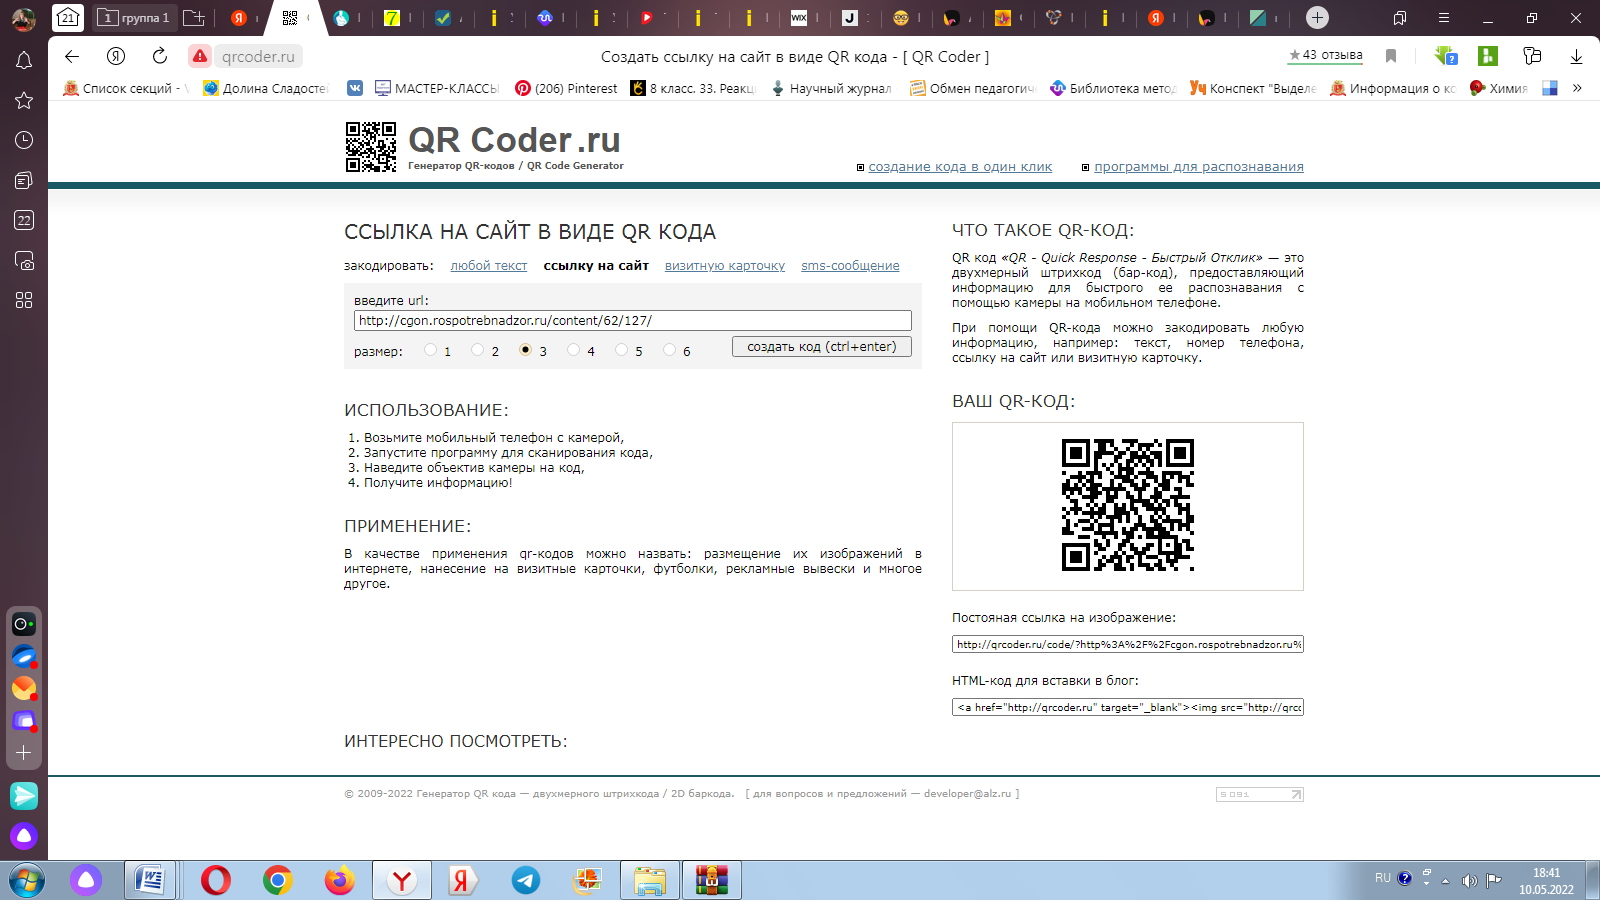 21
1 группа 1
7
WIX
J
qrcoder.ru
Создать ссылку на сайт в виде QR кода - [ QR Coder ]
43 отзыва
Список секций -
Долина Сладостей
МАСТЕР-КЛАССЫ
(206) Pinterest
8 класс. 33. Реакц
Научный журнал
Обмен педагогич
Библиотека метод
Конспект "Выделе
Информация о ко
Химия
22
QR Coder.ru
Генератор QR-кодов / QR Code Generator
создание кода в один клик
программы для распознавания
ССЫЛКА НА САЙТ В ВИДЕ QR КОДА
закодировать: любой текст ссылку на сайт визитную карточку sms-сообщение
введите url:
http://cgon.rospotrebnadzor.ru/content/62/127/
размер: 1 2 3 4 5 6
создать код (ctrl+enter)
ИСПОЛЬЗОВАНИЕ:
1. Возьмите мобильный телефон с камерой,
2. Запустите программу для сканирования кода,
3. Наведите объектив камеры на код,
4. Получите информацию!
ПРИМЕНЕНИЕ:
В качестве применения qr-кодов можно назвать: размещение их изображений в
интернете, нанесение на визитные карточки, футболки, рекламные вывески и многое
другое.
ЧТО ТАКОЕ QR-КОД:
QR код «QR - Quick Response - Быстрый Отклик» — это
двухмерный штрихкод (бар-код), предоставляющий
информацию для быстрого ее распознавания с
помощью камеры на мобильном телефоне.
При помощи QR-кода можно закодировать любую
информацию, например: текст, номер телефона,
ссылку на сайт или визитную карточку.
ВАШ QR-КОД:
Постояная ссылка на изображение:
http://qrcoder.ru/code/?http%3A%2F%2Fcgon.rospotrebnadzor.ru%
HTML-код для вставки в блог:
<a href="http://qrcoder.ru" target="_blank"><img src="http://qrco
ИНТЕРЕСНО ПОСМОТРЕТЬ:
© 2009-2022 Генератор QR кода — двухмерного штрихкода / 2D баркода. [ для вопросов и предложений — developer@alz.ru ]
5091
RU
18:41
10.05.2022